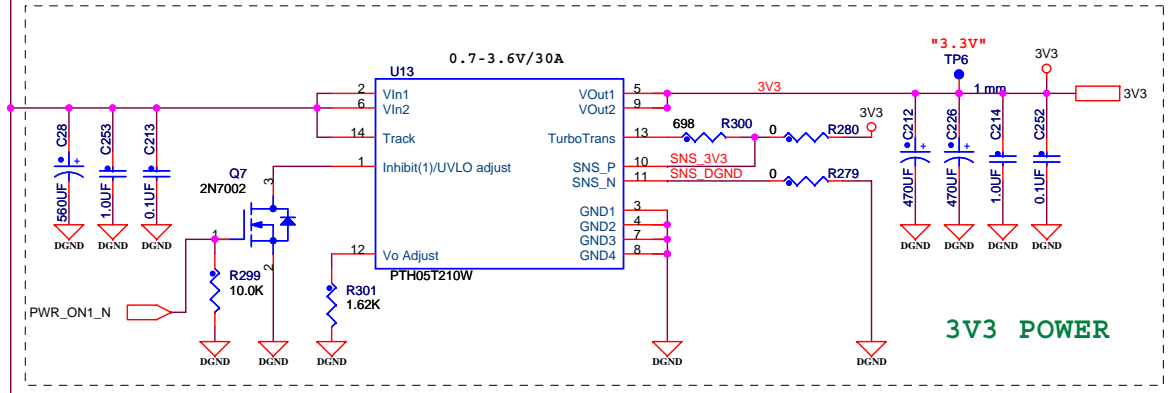 0.7-3.6V/30A
"3.3V"
TP6
3V3
U13
2 VIn1
6 VIn2
14 Track
1 Inhibit(1)/UVLO adjust
12 Vo Adjust
VOut1 5
VOut2 9
TurboTrans 13
SNS_P 10
SNS_N 11
GND1 3
GND2 4
GND3 7
GND4 8
PTH05T210W
3V3
1 mm
3V3
698 R300
0 R280
3V3
SNS_3V3
SNS_DGND
0 R279
C28
560UF
C253
1.0UF
C213
0.1UF
DGND
DGND
DGND
Q7
2N7002
3
1
2
R299
10.0K
R301
1.62K
PWR_ON1_N
C212
470UF
C226
470UF
C214
1.0UF
C252
0.1UF
DGND
DGND
DGND
DGND
3V3 POWER
DGND
DGND
DGND
DGND
DGND